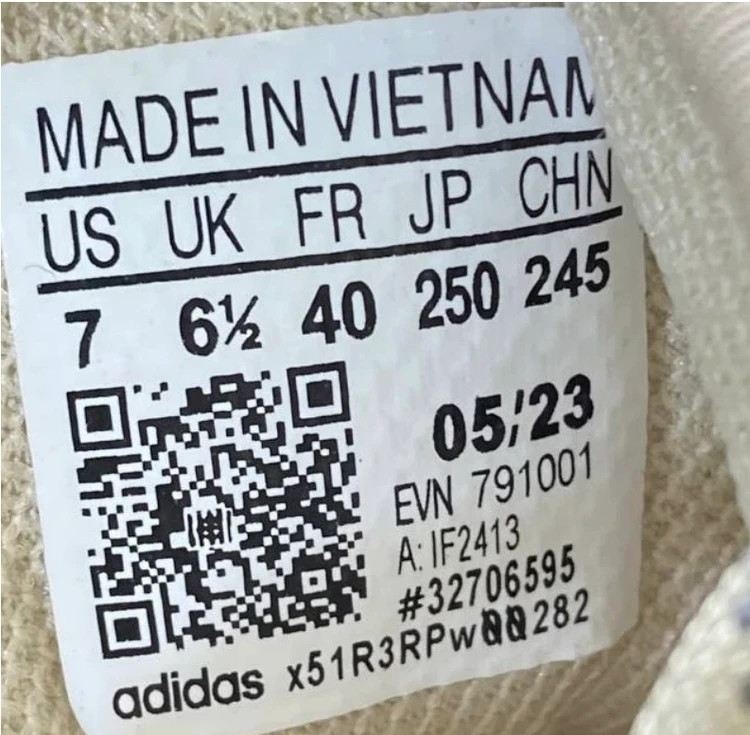 MADE IN VIETNAM
US UK FR JP CHN
7 6½ 40 250 245
05/23
EVN 791001
A: IF2413
#32706595
adidas x51R3RPw00282